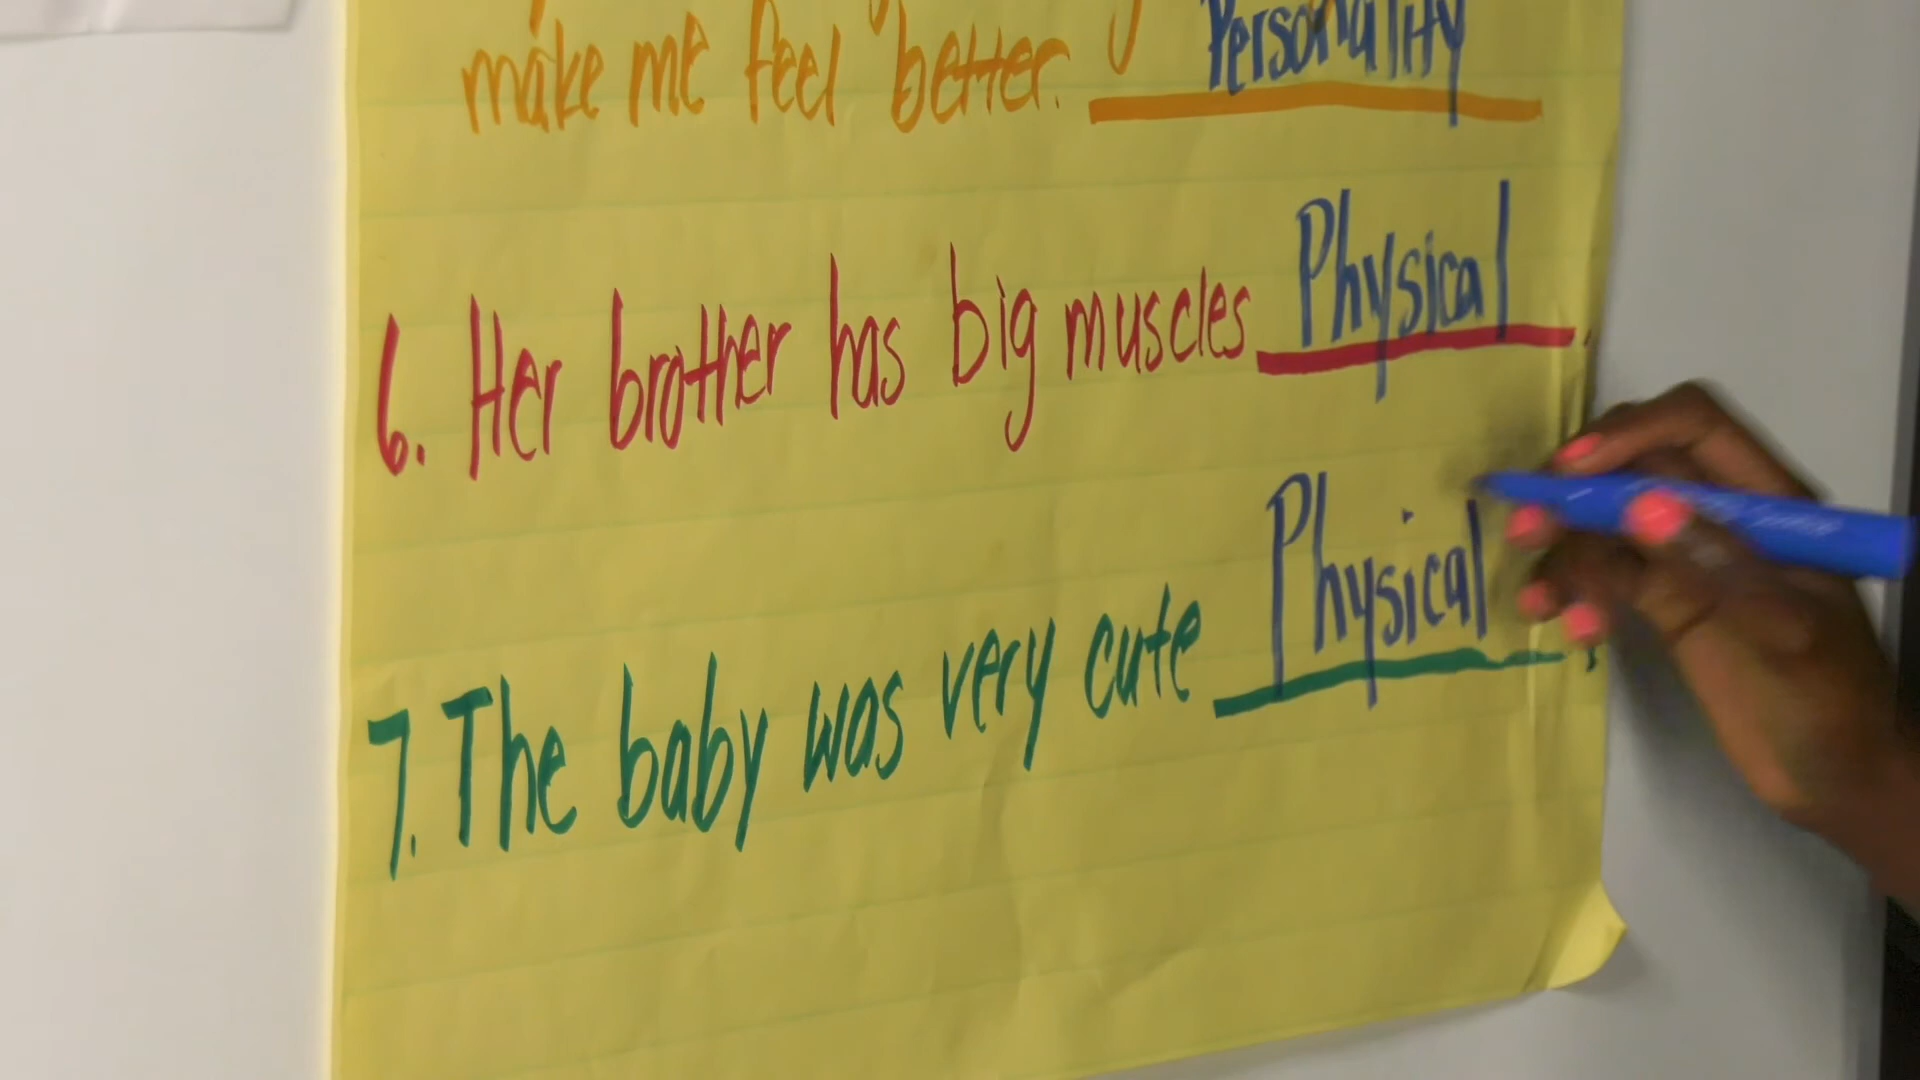 make me feel better. Personality
6. Her brother has big muscles Physical.
7. The baby was very cute Physical.